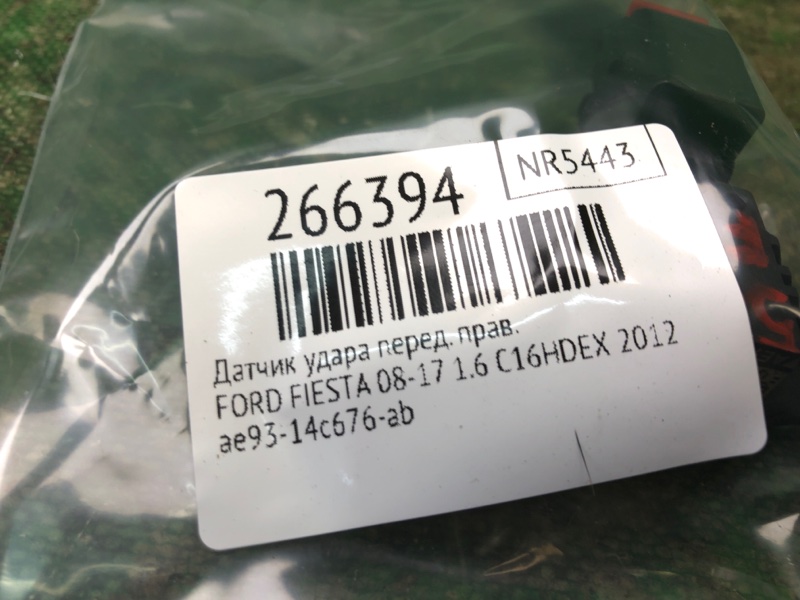 266394
NR5443
Датчик удара перед. прав.
FORD FIESTA 08-17 1.6 C16HDEX 2012
ae93-14c676-ab